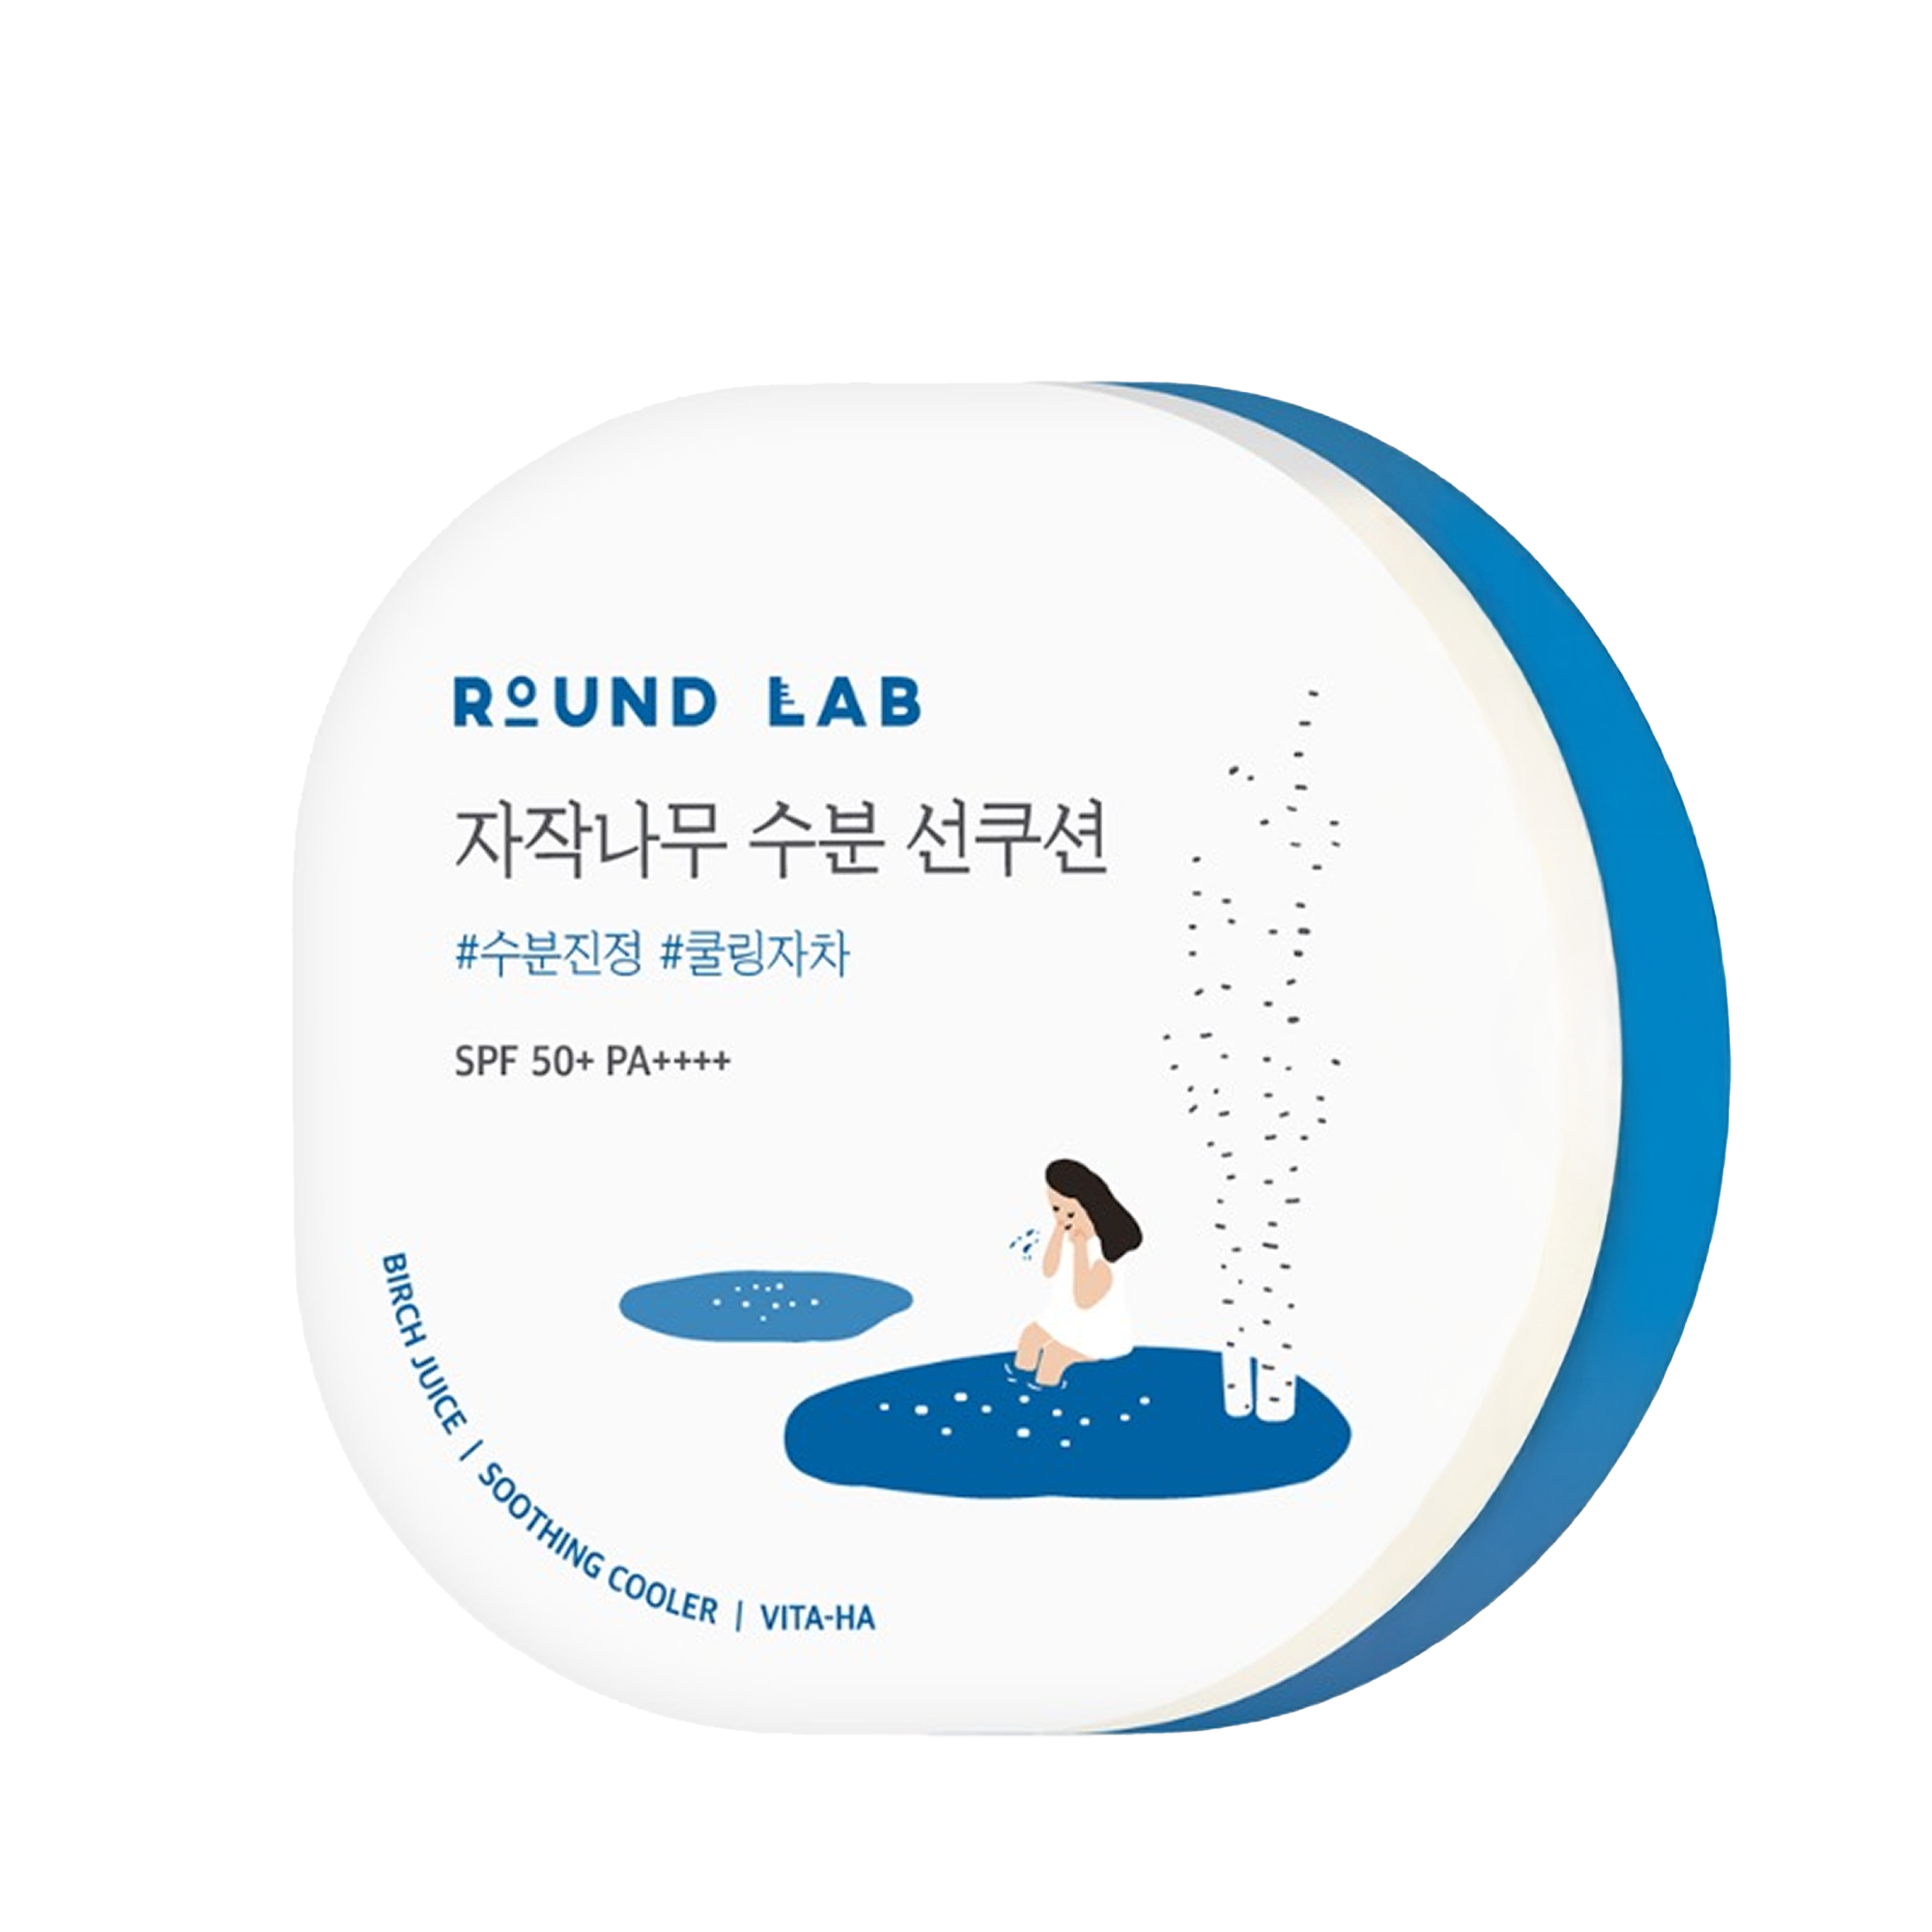 ROUND LAB
자작나무 수분 선쿠션
#수분진정 #쿨링자차
SPF 50+ PA++++
BIRCH JUICE | SOOTHING COOLER | VITA-HA